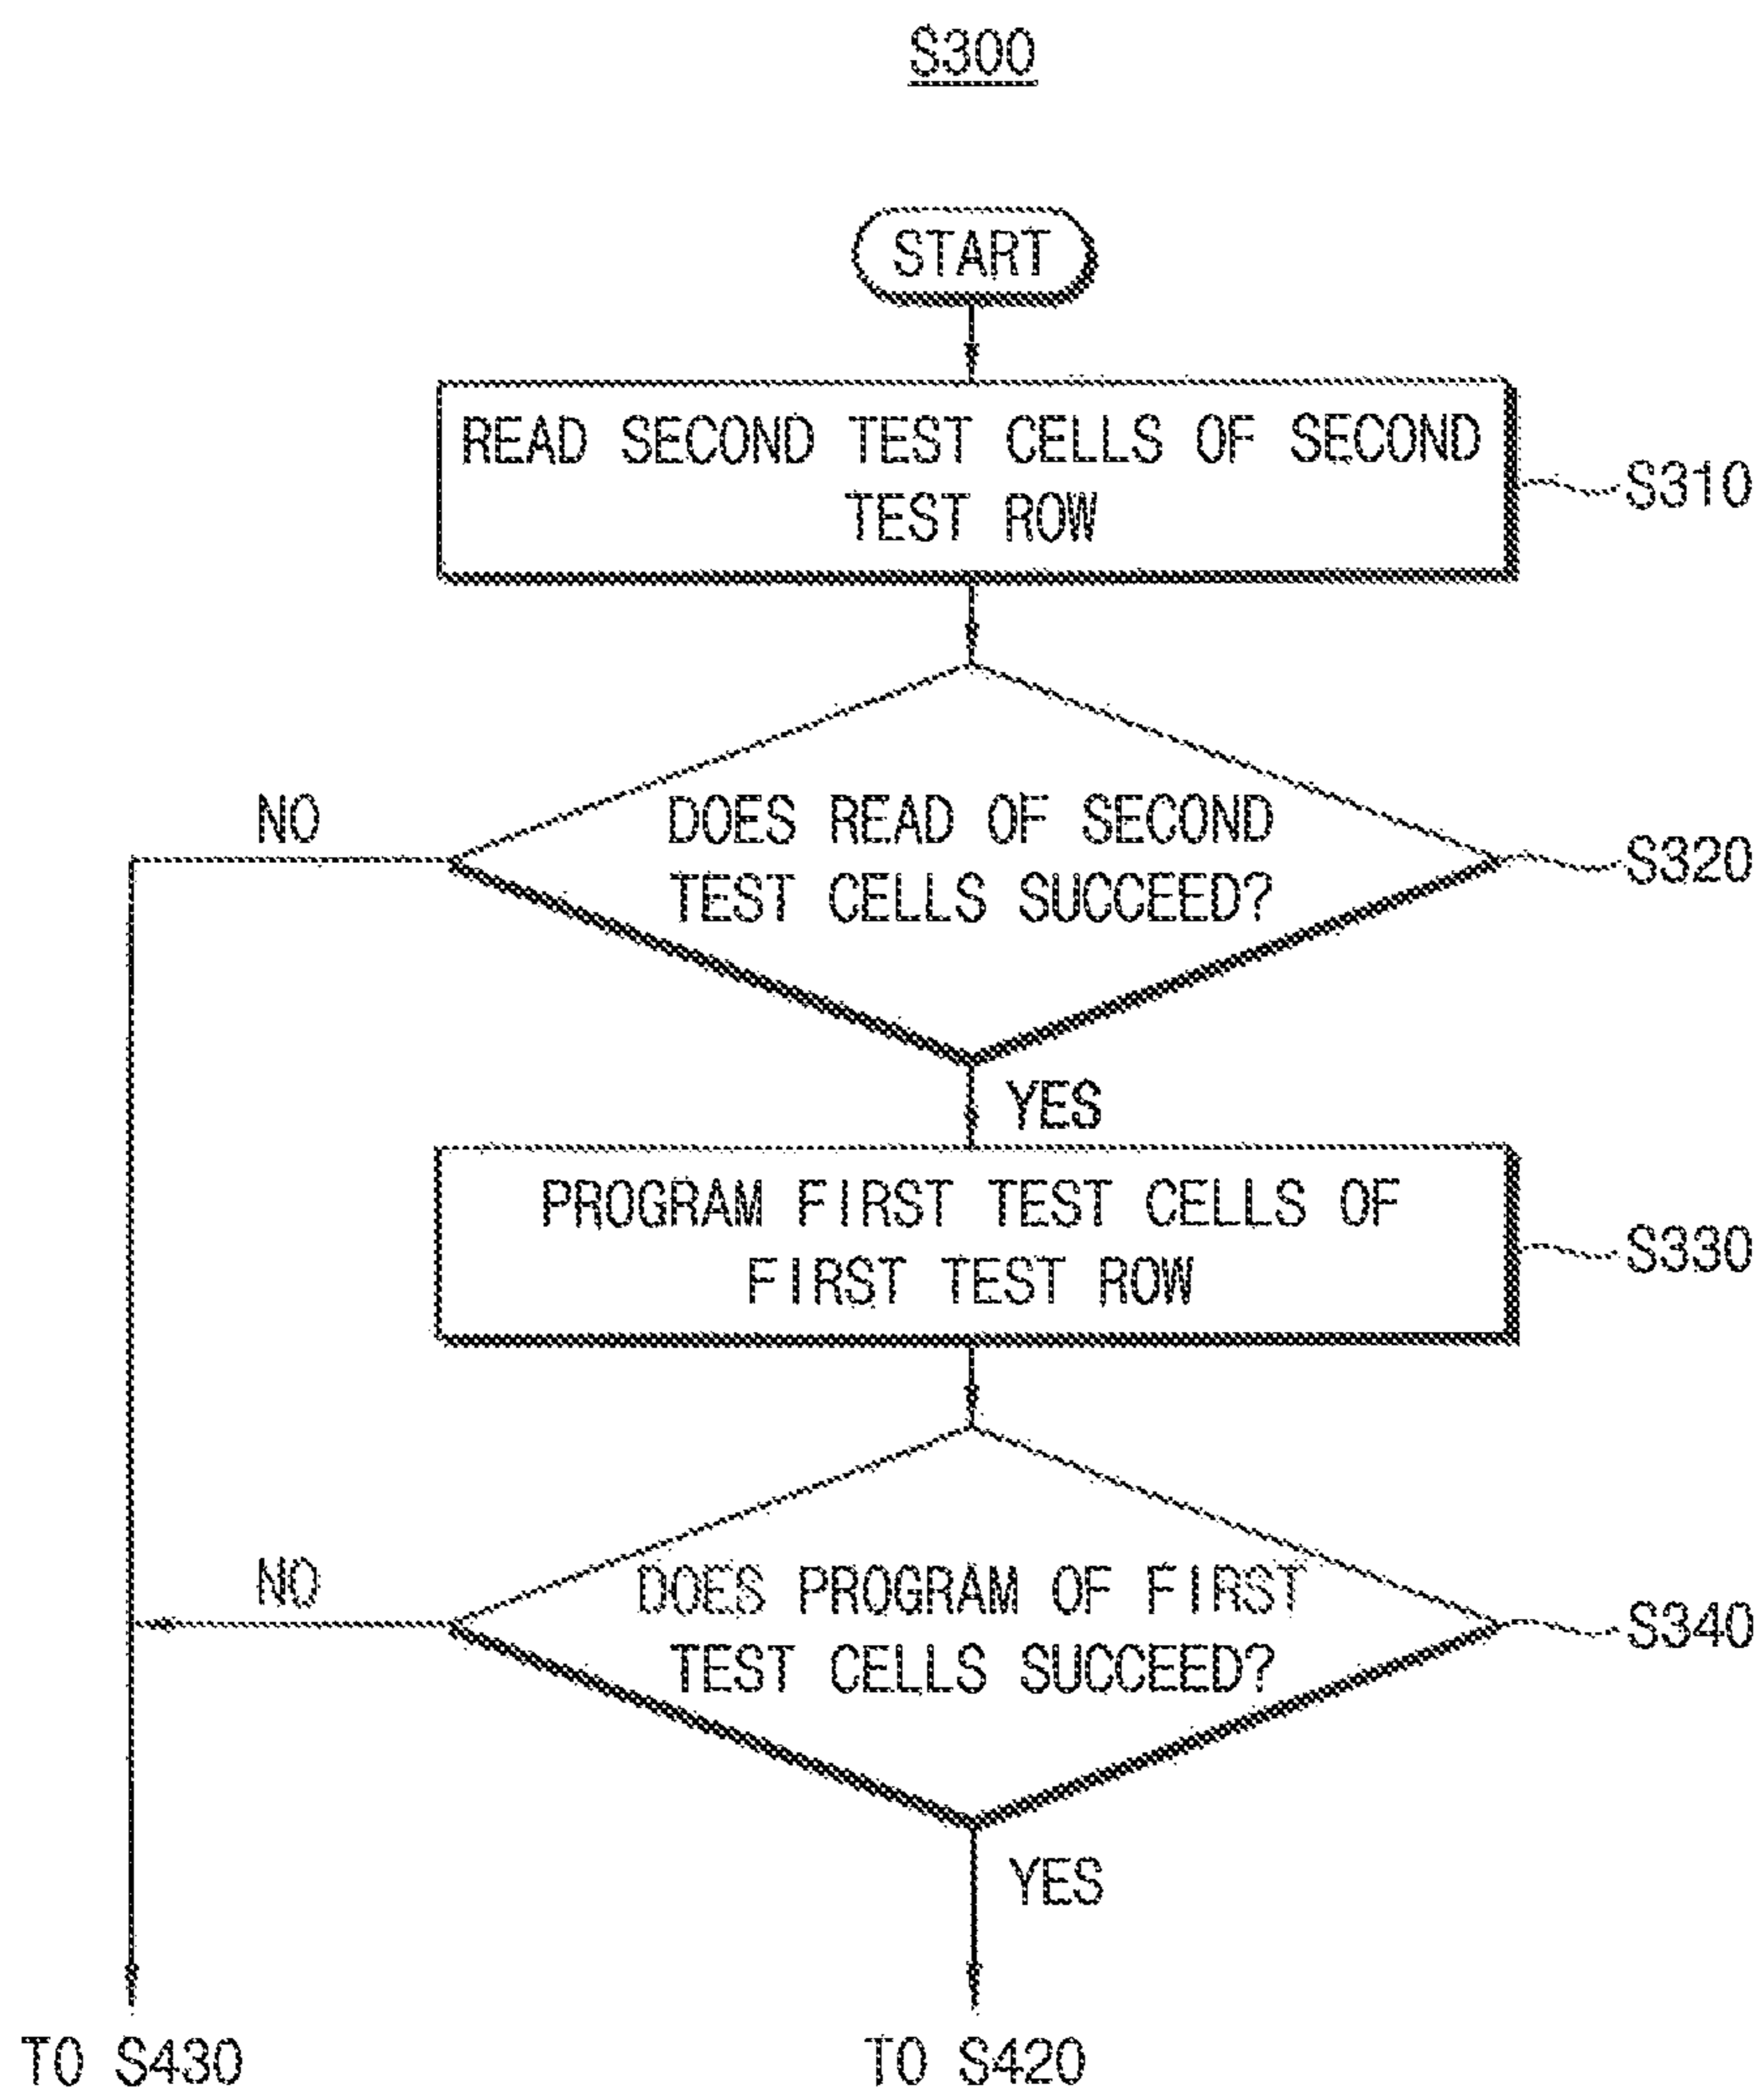 S300
START
READ SECOND TEST CELLS OF SECOND
TEST ROW
S310
DOES READ OF SECOND
TEST CELLS SUCCEED?
S320
NO
YES
PROGRAM FIRST TEST CELLS OF
FIRST TEST ROW
S330
DOES PROGRAM OF FIRST
TEST CELLS SUCCEED?
S340
NO
YES
TO S430
TO S420